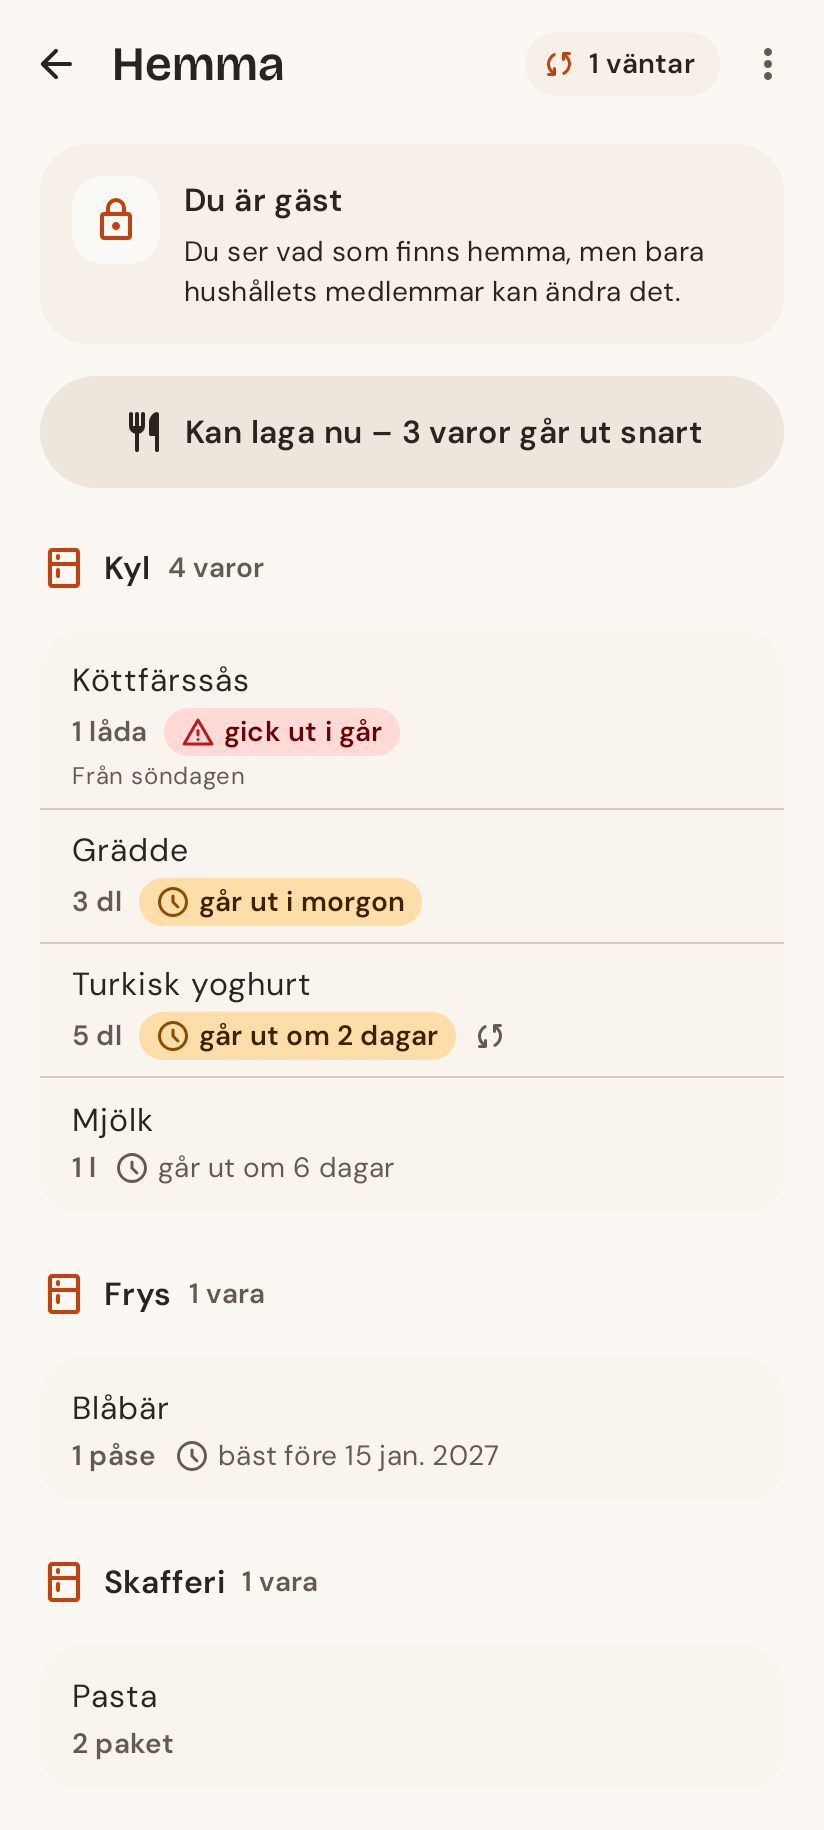 Hemma
1 väntar
Du är gäst
Du ser vad som finns hemma, men bara
hushållets medlemmar kan ändra det.
Kan laga nu – 3 varor går ut snart
Kyl 4 varor
Köttfärssås
1 låda gick ut i går
Från söndagen
Grädde
3 dl går ut i morgon
Turkisk yoghurt
5 dl går ut om 2 dagar
Mjölk
1 l går ut om 6 dagar
Frys 1 vara
Blåbär
1 påse bäst före 15 jan. 2027
Skafferi 1 vara
Pasta
2 paket